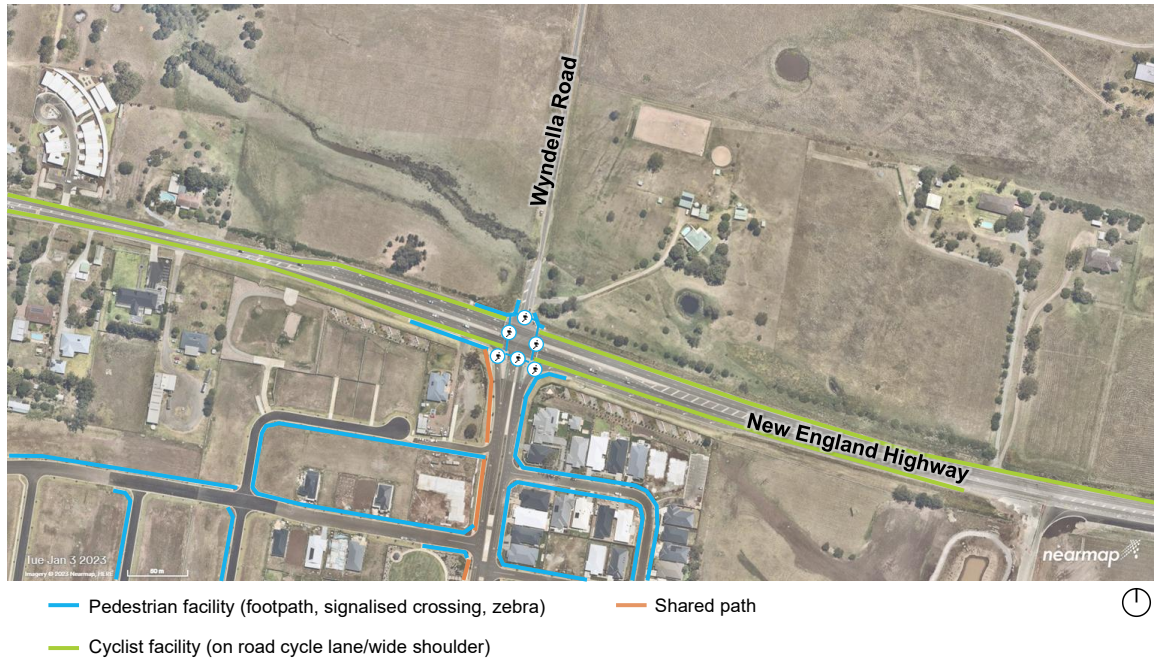 Wyndella Road
New England Highway
Tue Jan 3 2023
Imagery © 2023 Nearmap, HERE
80 m
nearmap
Pedestrian facility (footpath, signalised crossing, zebra)
Shared path
Cyclist facility (on road cycle lane/wide shoulder)